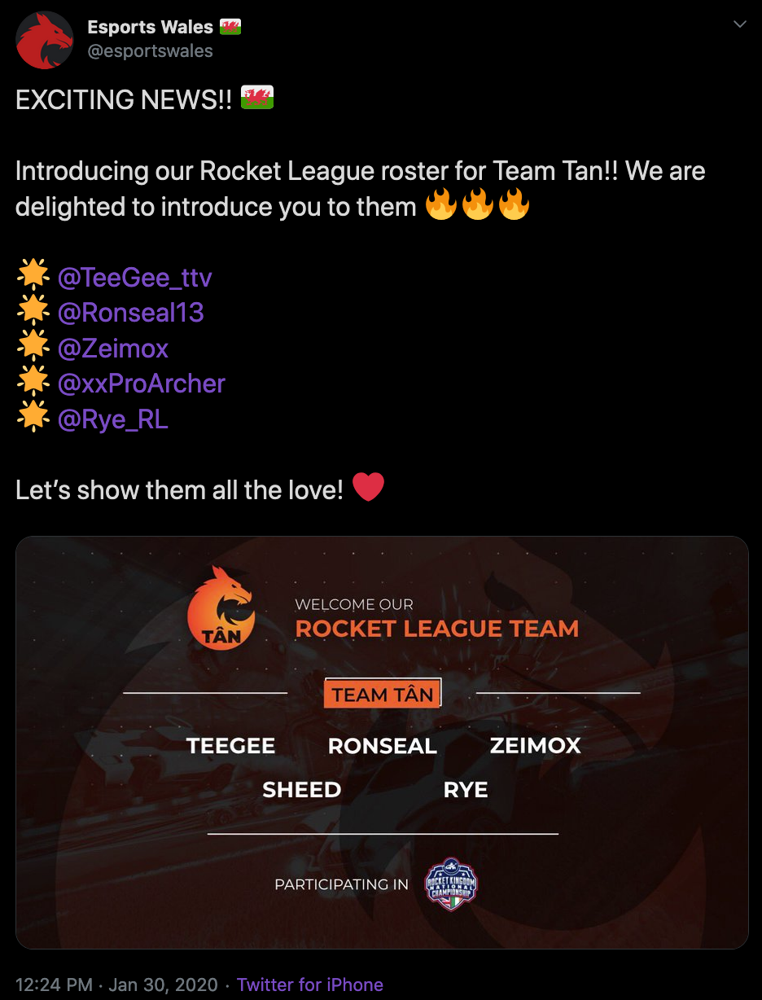 Esports Wales 🏴󠁧󠁢󠁷󠁬󠁳󠁿
@esportswales
EXCITING NEWS!! 🏴󠁧󠁢󠁷󠁬󠁳󠁿
Introducing our Rocket League roster for Team Tan!! We are
delighted to introduce you to them 🔥🔥🔥
🌟 @TeeGee_ttv
🌟 @Ronseal13
🌟 @Zeimox
🌟 @xxProArcher
🌟 @Rye_RL
Let’s show them all the love! ❤️
TÂN
WELCOME OUR
ROCKET LEAGUE TEAM
TEAM TÂN
TEEGEE RONSEAL ZEIMOX
SHEED RYE
PARTICIPATING IN
ROCKET KINGDOM
NATIONAL
CHAMPIONSHIP
12:24 PM · Jan 30, 2020 · Twitter for iPhone